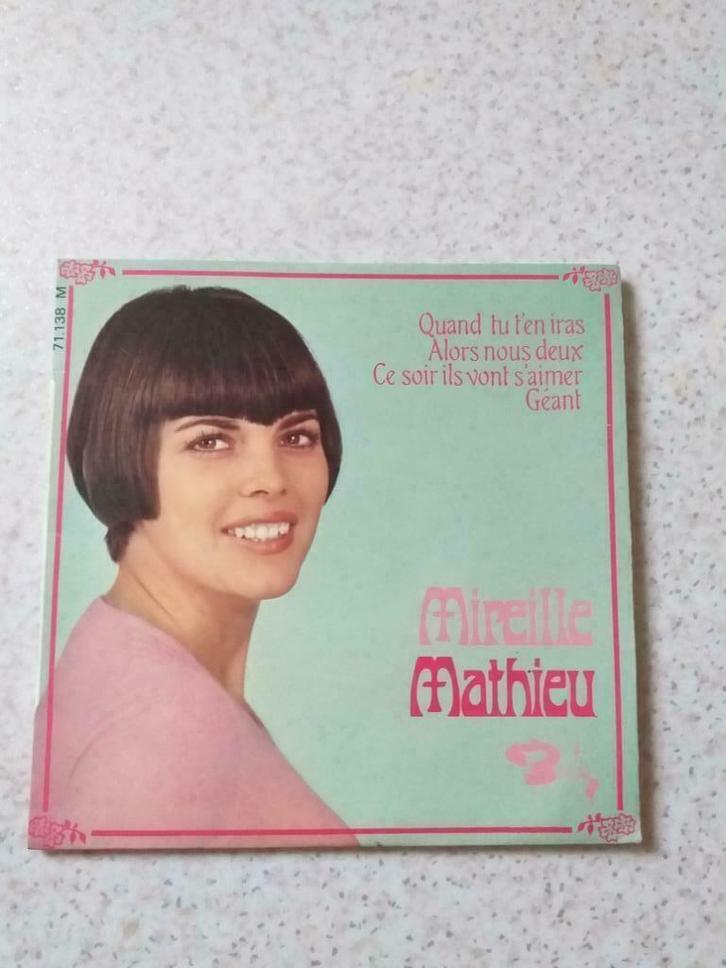 71.138 M
Quand tu t'en iras
Alors nous deux
Ce soir ils vont s'aimer
Géant
Mireille
Mathieu